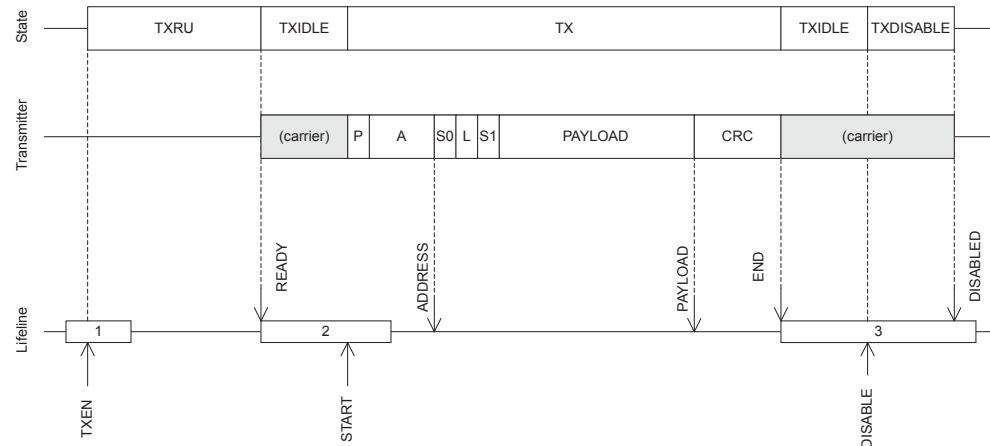 State
TXRU TXIDLE TX TXIDLE TXDISABLE
Transmitter
(carrier) P A S0 L S1 PAYLOAD CRC (carrier)
READY
ADDRESS
PAYLOAD
END
DISABLED
Lifeline
1 2 3
TXEN
START
DISABLE